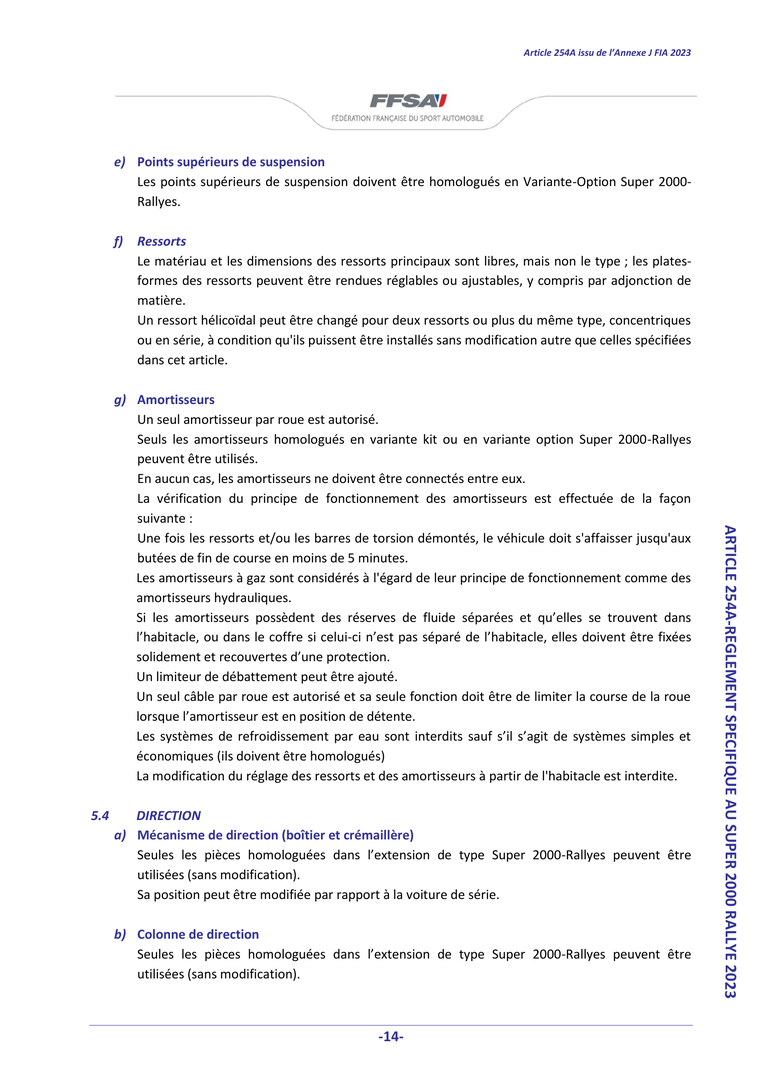 Article 254A issu de l’Annexe J FIA 2023
FFSA
FÉDÉRATION FRANÇAISE DU SPORT AUTOMOBILE
e) Points supérieurs de suspension
Les points supérieurs de suspension doivent être homologués en Variante-Option Super 2000-
Rallyes.
f) Ressorts
Le matériau et les dimensions des ressorts principaux sont libres, mais non le type ; les plates-
formes des ressorts peuvent être rendues réglables ou ajustables, y compris par adjonction de
matière.
Un ressort hélicoïdal peut être changé pour deux ressorts ou plus du même type, concentriques
ou en série, à condition qu'ils puissent être installés sans modification autre que celles spécifiées
dans cet article.
g) Amortisseurs
Un seul amortisseur par roue est autorisé.
Seuls les amortisseurs homologués en variante kit ou en variante option Super 2000-Rallyes
peuvent être utilisés.
En aucun cas, les amortisseurs ne doivent être connectés entre eux.
La vérification du principe de fonctionnement des amortisseurs est effectuée de la façon
suivante :
Une fois les ressorts et/ou les barres de torsion démontés, le véhicule doit s'affaisser jusqu'aux
butées de fin de course en moins de 5 minutes.
Les amortisseurs à gaz sont considérés à l'égard de leur principe de fonctionnement comme des
amortisseurs hydrauliques.
Si les amortisseurs possèdent des réserves de fluide séparées et qu’elles se trouvent dans
l’habitacle, ou dans le coffre si celui-ci n’est pas séparé de l’habitacle, elles doivent être fixées
solidement et recouvertes d’une protection.
Un limiteur de débattement peut être ajouté.
Un seul câble par roue est autorisé et sa seule fonction doit être de limiter la course de la roue
lorsque l’amortisseur est en position de détente.
Les systèmes de refroidissement par eau sont interdits sauf s’il s’agit de systèmes simples et
économiques (ils doivent être homologués)
La modification du réglage des ressorts et des amortisseurs à partir de l'habitacle est interdite.
5.4 DIRECTION
a) Mécanisme de direction (boîtier et crémaillère)
Seules les pièces homologuées dans l’extension de type Super 2000-Rallyes peuvent être
utilisées (sans modification).
Sa position peut être modifiée par rapport à la voiture de série.
b) Colonne de direction
Seules les pièces homologuées dans l’extension de type Super 2000-Rallyes peuvent être
utilisées (sans modification).
ARTICLE 254A-REGLEMENT SPECIFIQUE AU SUPER 2000 RALLYE 2023
-14-